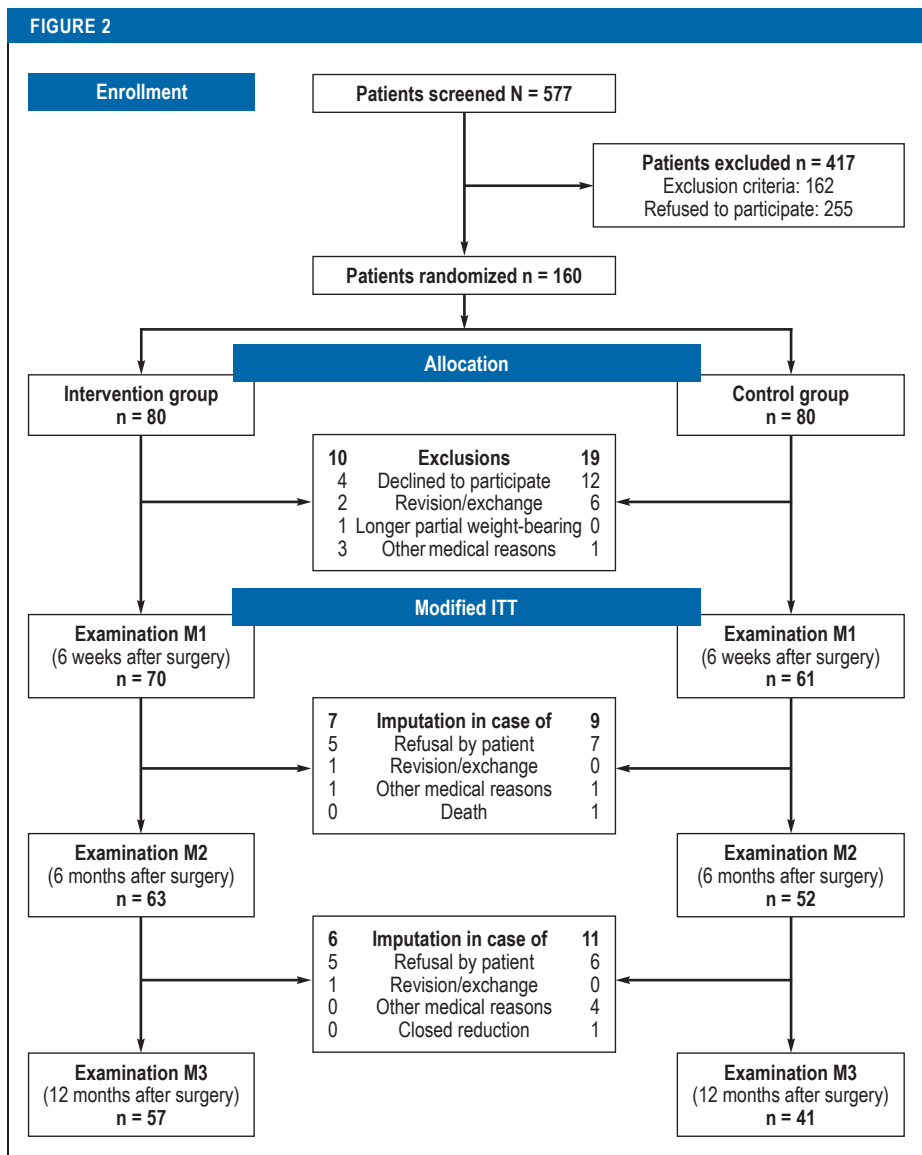 FIGURE 2
Enrollment
Patients screened N = 577
Patients excluded n = 417
Exclusion criteria: 162
Refused to participate: 255
Patients randomized n = 160
Allocation
Intervention group
n = 80
Control group
n = 80
10 Exclusions 19
4 Declined to participate 12
2 Revision/exchange 6
1 Longer partial weight-bearing 0
3 Other medical reasons 1
Modified ITT
Examination M1
(6 weeks after surgery)
n = 70
Examination M1
(6 weeks after surgery)
n = 61
7 Imputation in case of 9
5 Refusal by patient 7
1 Revision/exchange 0
1 Other medical reasons 1
0 Death 1
Examination M2
(6 months after surgery)
n = 63
Examination M2
(6 months after surgery)
n = 52
6 Imputation in case of 11
5 Refusal by patient 6
1 Revision/exchange 0
0 Other medical reasons 4
0 Closed reduction 1
Examination M3
(12 months after surgery)
n = 57
Examination M3
(12 months after surgery)
n = 41